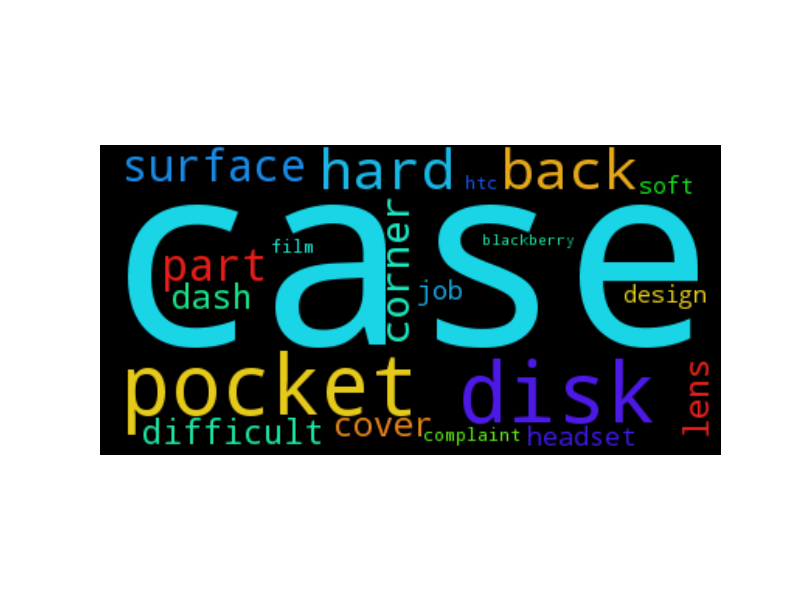 surface hard htc back soft
case
corner
film
blackberry
part
dash
job
design
pocket
disk
lens
difficult
cover
complaint
headset